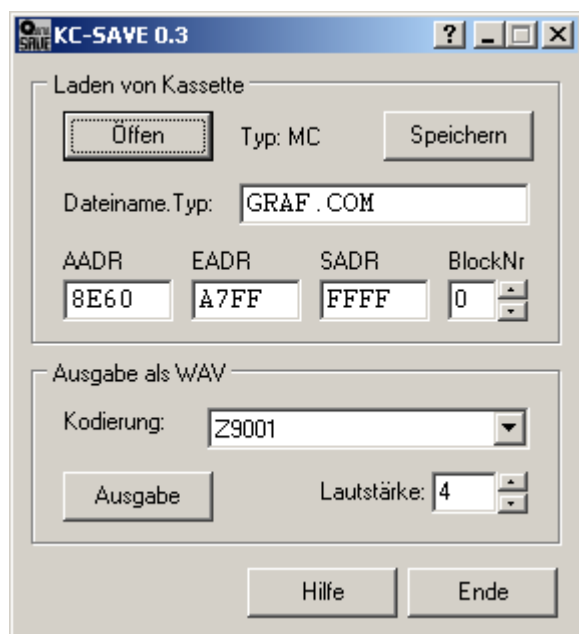 KC-SAVE 0.3
Laden von Kassette
Öffen Typ: MC Speichern
Dateiname.Typ: GRAF.COM
AADR EADR SADR BlockNr
8E60 A7FF FFFF 0
Ausgabe als WAV
Kodierung: Z9001
Ausgabe Lautstärke: 4
Hilfe Ende